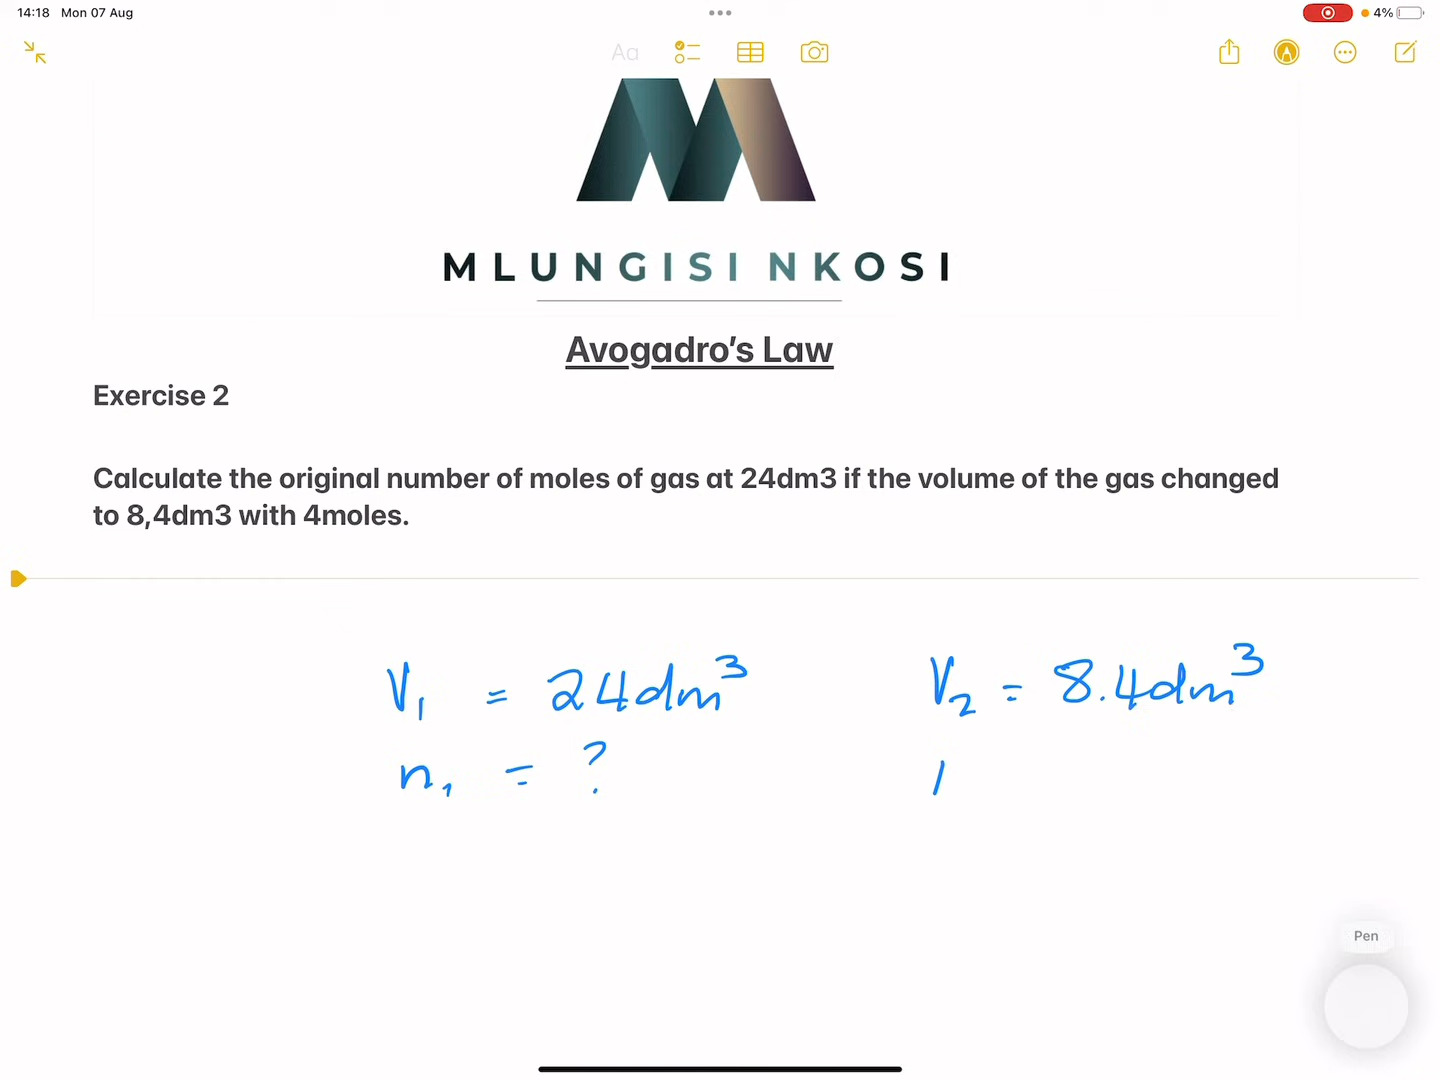 14:18 Mon 07 Aug 4%
Aa
MLUNGISI NKOSI
Avogadro's Law
Exercise 2
Calculate the original number of moles of gas at 24dm3 if the volume of the gas changed
to 8,4dm3 with 4moles.
V₁ = 24dm³ V₂ = 8.4dm³
n₁ = ?
Pen